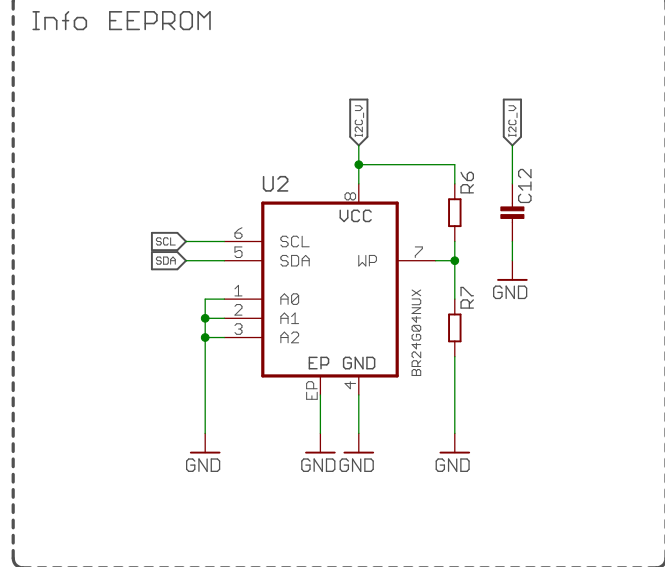 Info EEPROM
I2C_V
I2C_V
U2
R6
C12
8
VCC
SCL
6
SCL
SDA
5
SDA
WP
7
1
A0
2
A1
3
A2
R7
GND
BR24G04NUX
EP GND
EP
4
GND
GND
GND
GND